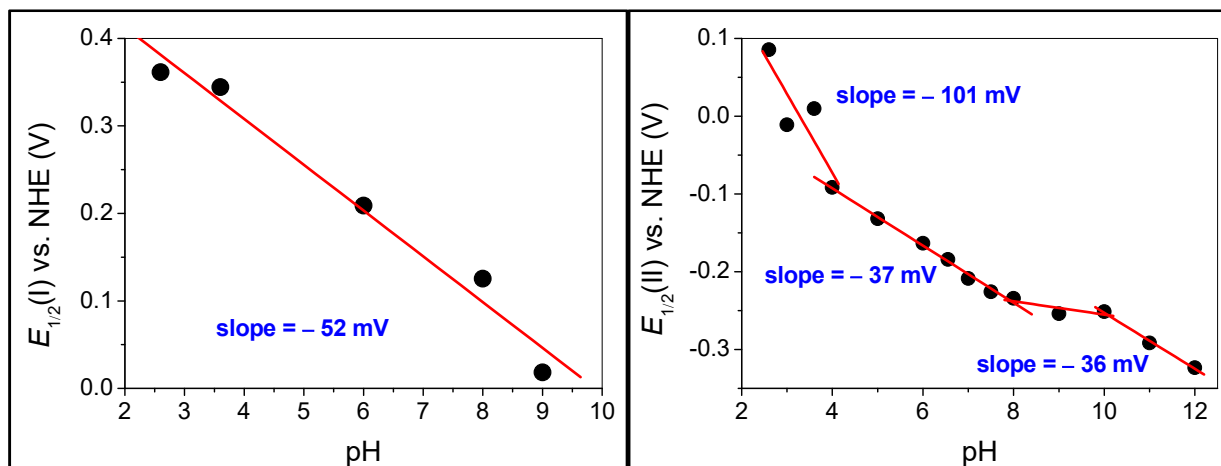 E1/2(I) vs. NHE (V)
0.4
0.3
0.2
0.1
0.0
slope = – 52 mV
2 3 4 5 6 7 8 9 10
pH
E1/2(II) vs. NHE (V)
0.1
0.0
-0.1
-0.2
-0.3
slope = – 101 mV
slope = – 37 mV
slope = – 36 mV
2 4 6 8 10 12
pH